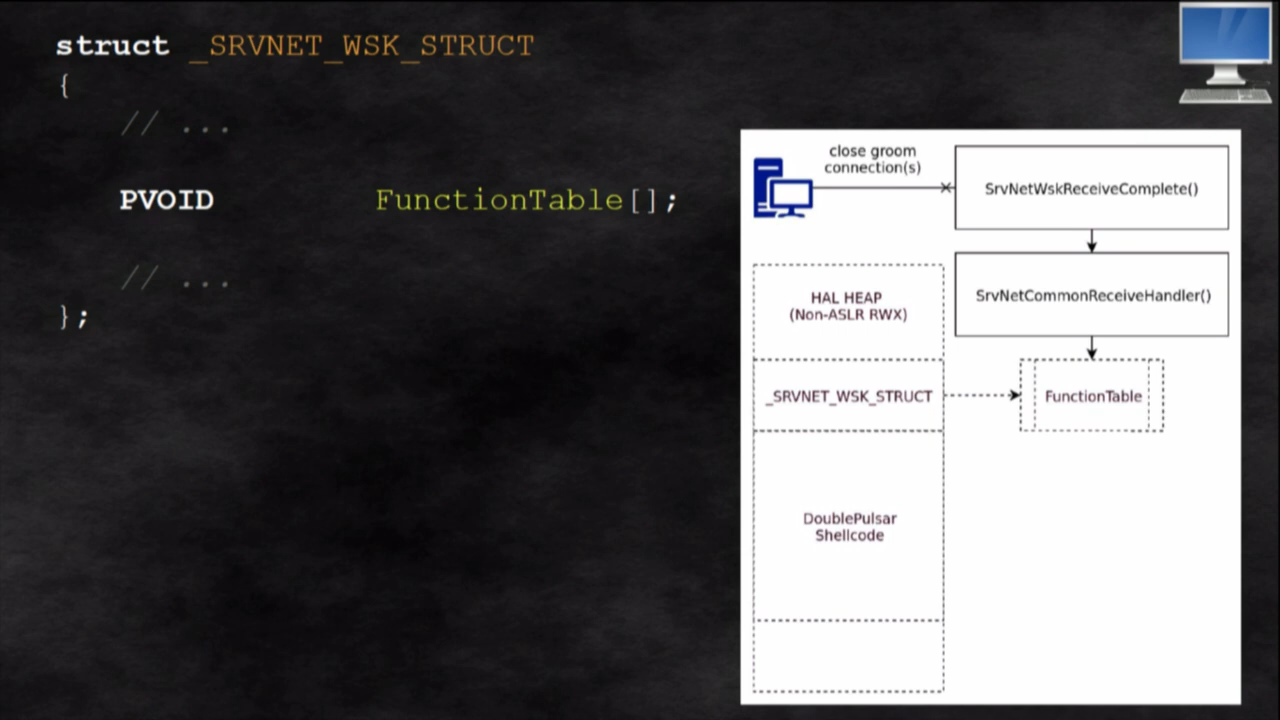 struct _SRVNET_WSK_STRUCT
{
// ...
PVOID FunctionTable[];
// ...
};
close groom
connection(s)
SrvNetWskReceiveComplete()
SrvNetCommonReceiveHandler()
HAL HEAP
(Non-ASLR RWX)
_SRVNET_WSK_STRUCT
FunctionTable
DoublePulsar
Shellcode